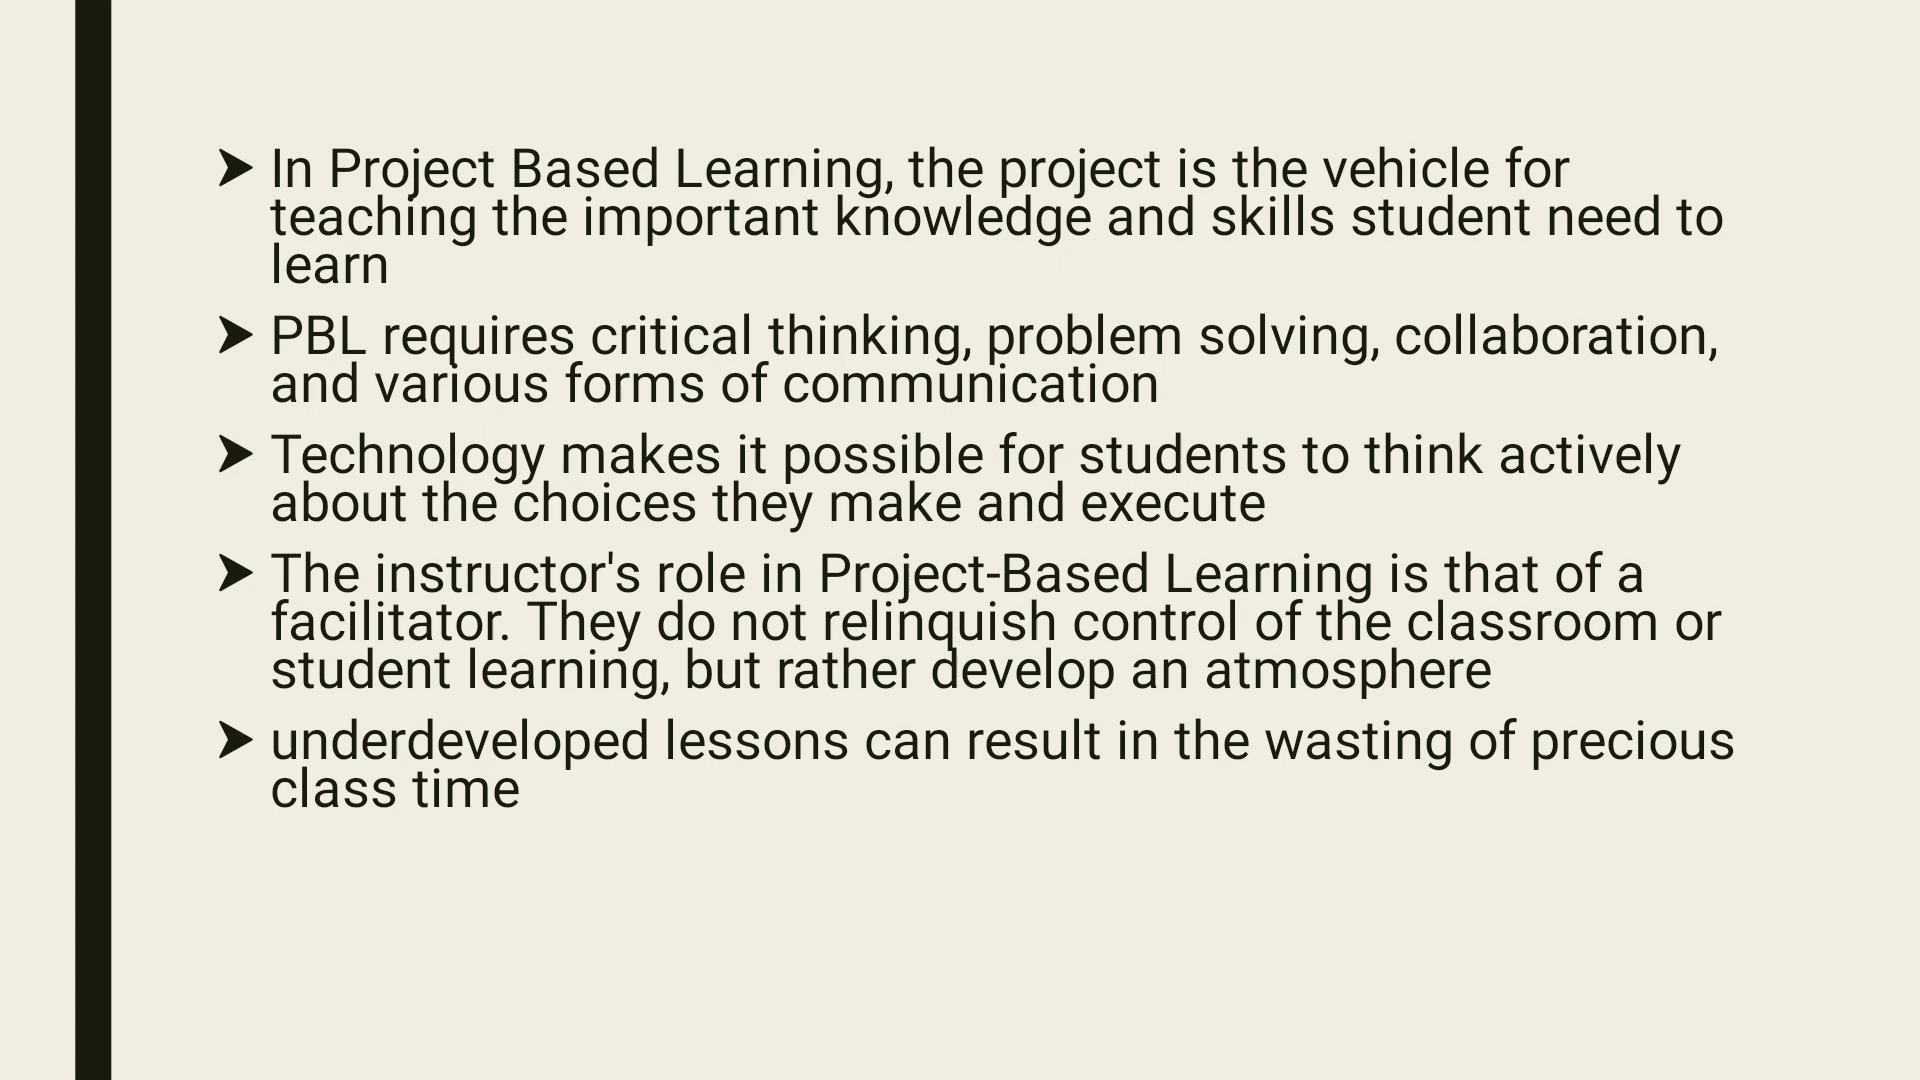 ➤ In Project Based Learning, the project is the vehicle for
teaching the important knowledge and skills student need to
learn
➤ PBL requires critical thinking, problem solving, collaboration,
and various forms of communication
➤ Technology makes it possible for students to think actively
about the choices they make and execute
➤ The instructor's role in Project-Based Learning is that of a
facilitator. They do not relinquish control of the classroom or
student learning, but rather develop an atmosphere
➤ underdeveloped lessons can result in the wasting of precious
class time